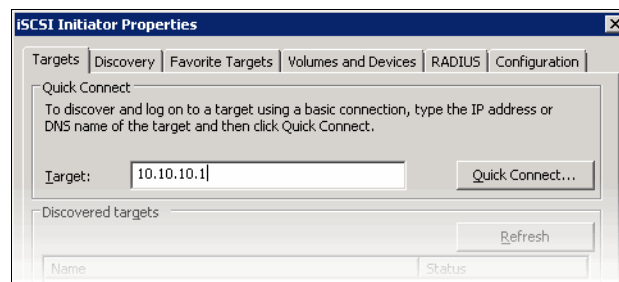 iSCSI Initiator Properties
Targets Discovery Favorite Targets Volumes and Devices RADIUS Configuration
Quick Connect
To discover and log on to a target using a basic connection, type the IP address or
DNS name of the target and then click Quick Connect.
Target: 10.10.10.1 Quick Connect...
Discovered targets
Refresh
Name Status